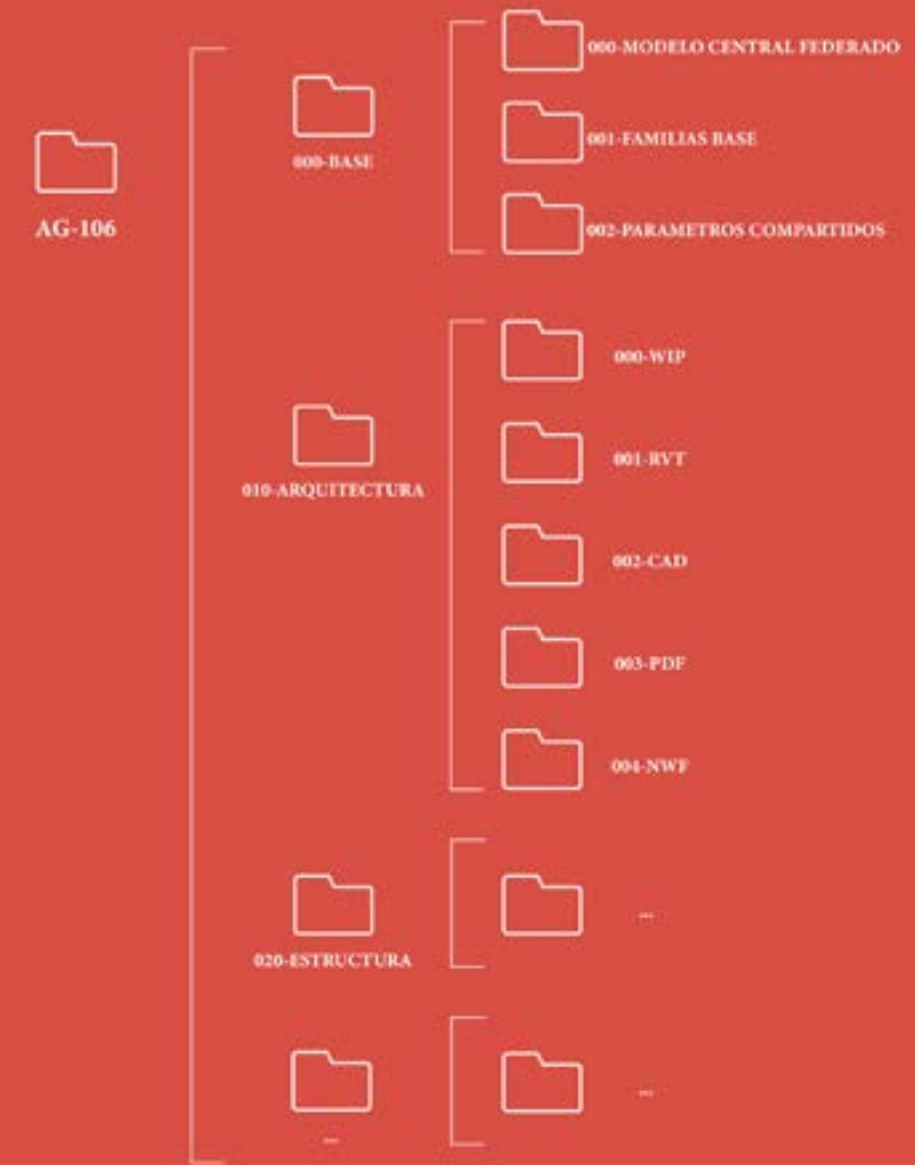 AG-106
000-BASE
000-MODELO CENTRAL FEDERADO
001-FAMILIAS BASE
002-PARAMETROS COMPARTIDOS
010-ARQUITECTURA
000-WIP
001-RVT
002-CAD
003-PDF
004-NWF
020-ESTRUCTURA
...
...
...